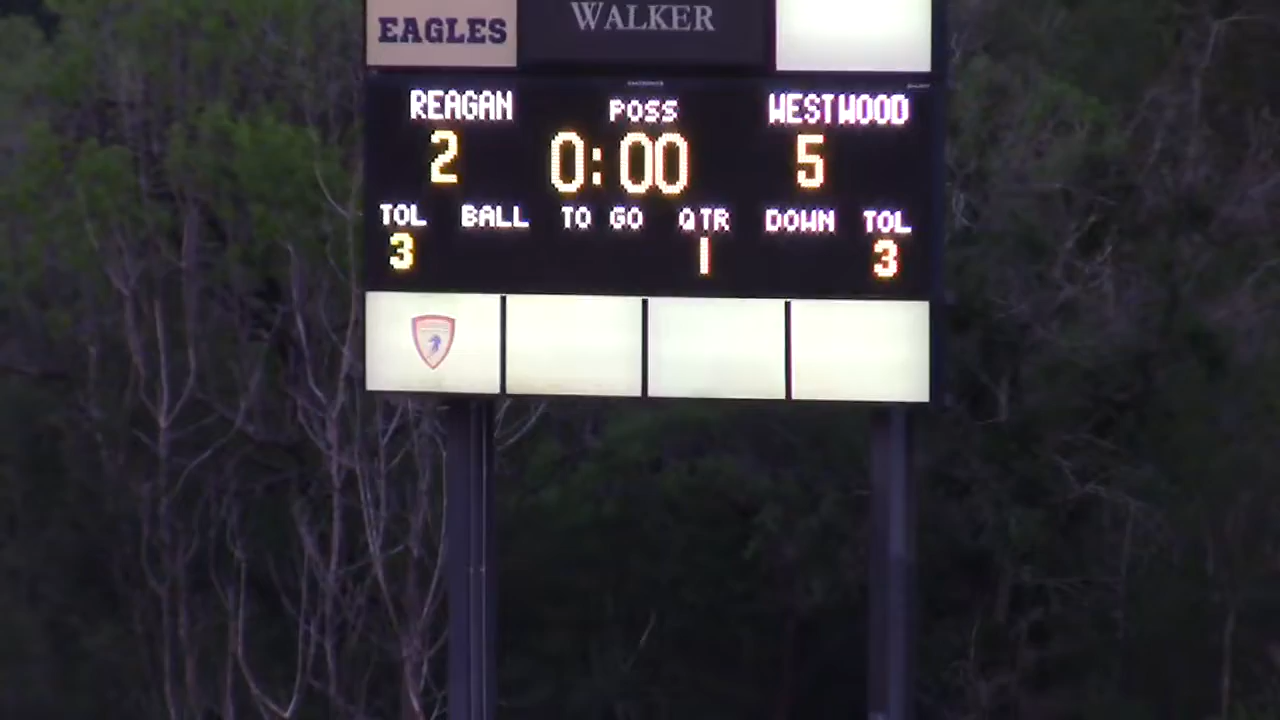 EAGLES WALKER
REAGAN POSS WESTWOOD
2 0:00 5
TOL BALL TO GO QTR DOWN TOL
3 1 3